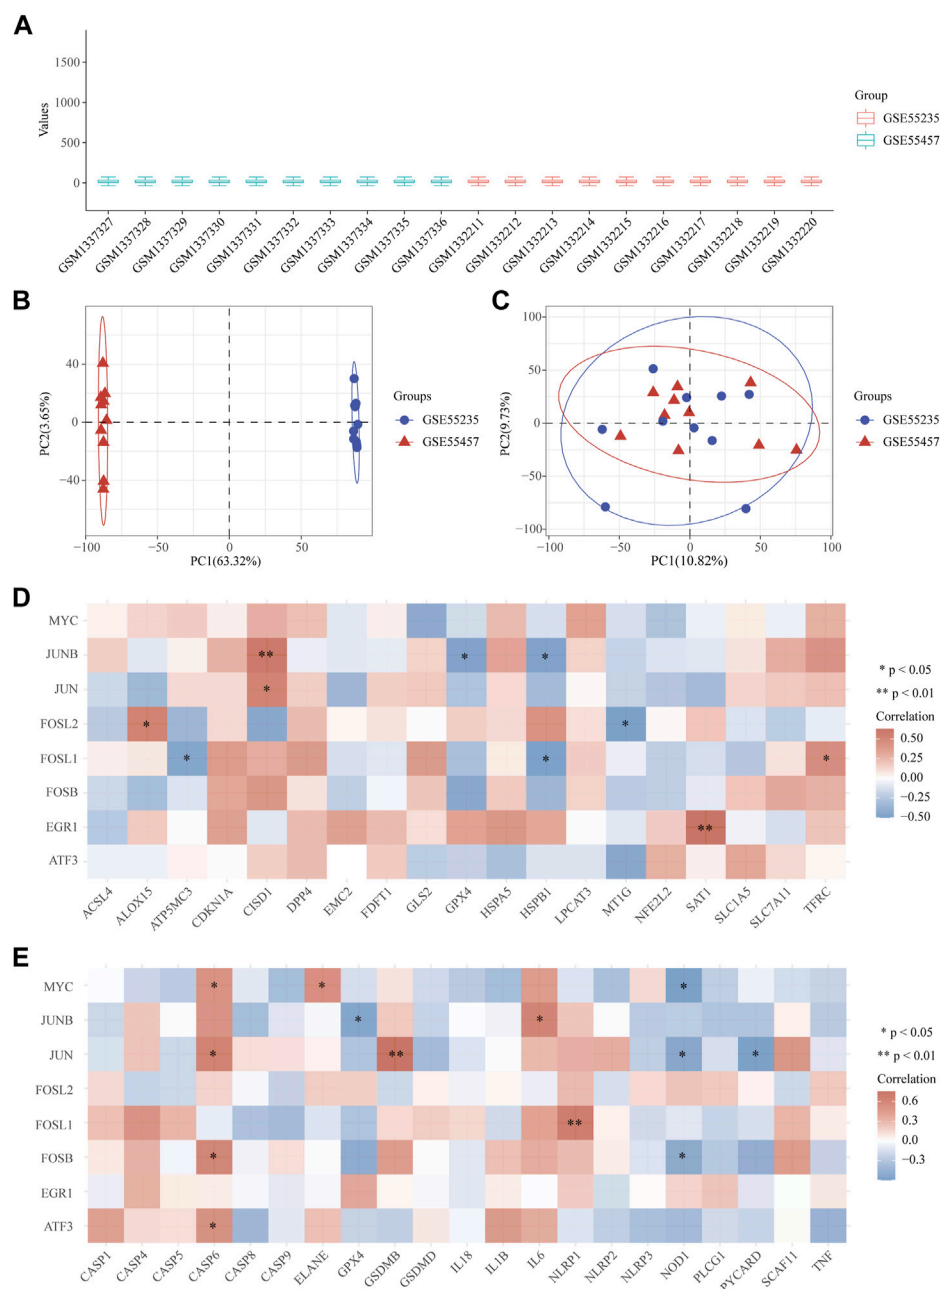 A
Values
1500
1000
500
0
GSM1337327
GSM1337328
GSM1337329
GSM1337330
GSM1337331
GSM1337332
GSM1337333
GSM1337334
GSM1337335
GSM1337336
GSM1332211
GSM1332212
GSM1332213
GSM1332214
GSM1332215
GSM1332216
GSM1332217
GSM1332218
GSM1332219
GSM1332220
Group
GSE55235
GSE55457
B
PC2(3.65%)
40
0
−40
−100
−50
0
50
PC1(63.32%)
Groups
GSE55235
GSE55457
C
PC2(9.73%)
100
50
0
−50
−100
−100
−50
0
50
100
PC1(10.82%)
Groups
GSE55235
GSE55457
D
MYC
JUNB ** * *
JUN *
FOSL2 * *
FOSL1 * * *
FOSB
EGR1 **
ATF3
ACSL4
ALOX15
ATP5MC3
CDKN1A
CISD1
DPP4
EMC2
FDFT1
GLS2
GPX4
HSPA5
HSPB1
LPCAT3
MT1G
NFE2L2
SAT1
SLC1A5
SLC7A11
TFRC
* p < 0.05
** p < 0.01
Correlation
0.50
0.25
0.00
−0.25
−0.50
E
MYC * * *
JUNB * *
JUN * ** * *
FOSL2
FOSL1 **
FOSB * *
EGR1
ATF3 *
CASP1
CASP4
CASP5
CASP6
CASP8
CASP9
ELANE
GPX4
GSDMB
GSDMD
IL18
IL1B
IL6
NLRP1
NLRP2
NLRP3
NOD1
PLCG1
PYCARD
SCAF11
TNF
* p < 0.05
** p < 0.01
Correlation
0.6
0.3
0.0
−0.3